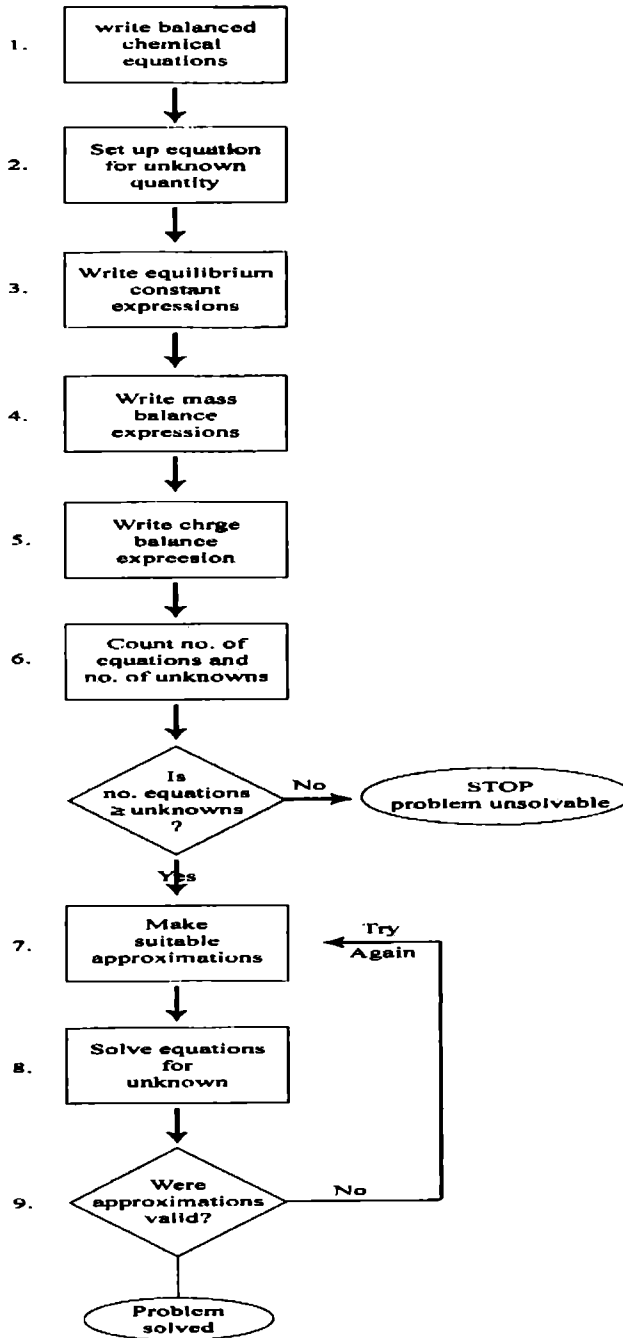 1.
write balanced
chemical
equations
2.
Set up equation
for unknown
quantity
3.
Write equilibrium
constant
expressions
4.
Write mass
balance
expressions
5.
Write chrge
balance
expreesion
6.
Count no. of
equations and
no. of unknowns
Is
no. equations
≥ unknowns
?
No
STOP
problem unsolvable
Yes
7.
Make
suitable
approximations
Try
Again
8.
Solve equations
for
unknown
9.
Were
approximations
valid?
No
Problem
solved